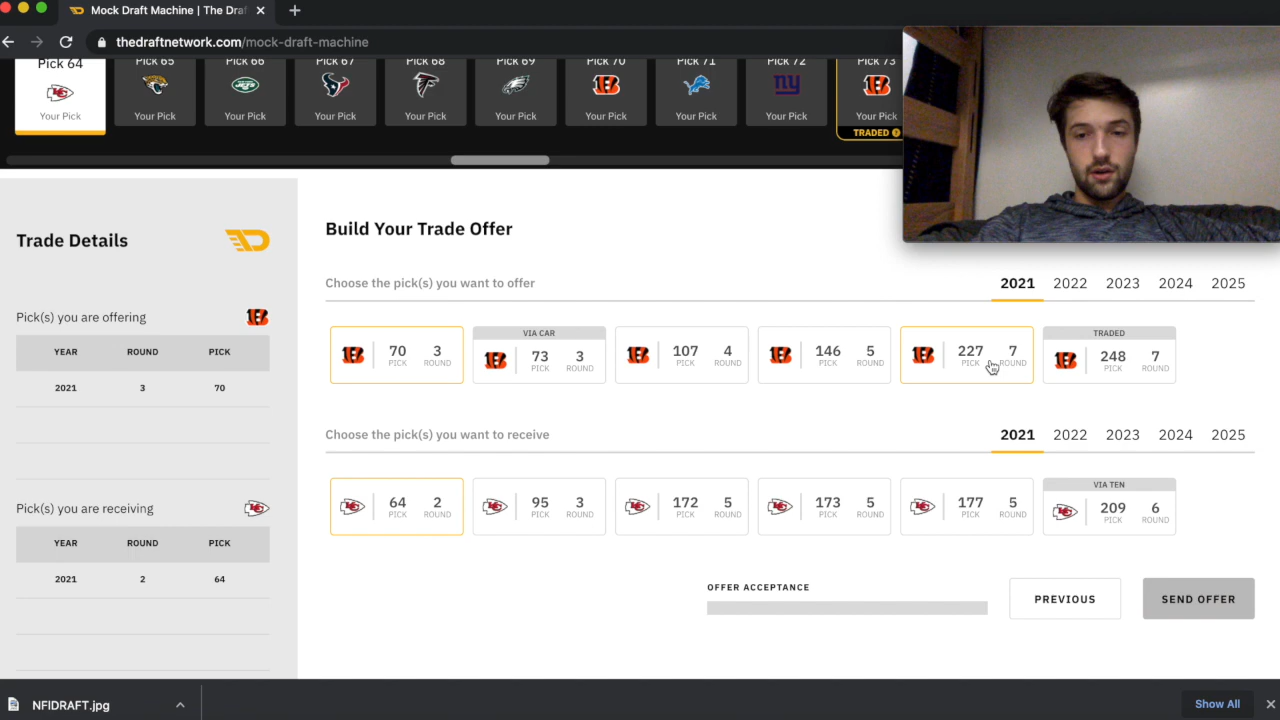 Mock Draft Machine | The Dra
thedraftnetwork.com/mock-draft-machine
Pick 64 Pick 65 Pick 66 Pick 67 Pick 68 Pick 69 Pick 70 Pick 71 Pick 72 Pick 73
ny
Your Pick Your Pick Your Pick Your Pick Your Pick Your Pick Your Pick Your Pick Your Pick Your Pick
TRADED
Trade Details
Build Your Trade Offer
Choose the pick(s) you want to offer 2021 2022 2023 2024 2025
Pick(s) you are offering
YEAR ROUND PICK
2021 3 70
70 PICK 3 ROUND
VIA CAR
73 PICK 3 ROUND
107 PICK 4 ROUND
146 PICK 5 ROUND
227 PICK 7 ROUND
TRADED
248 PICK 7 ROUND
Choose the pick(s) you want to receive 2021 2022 2023 2024 2025
Pick(s) you are receiving
YEAR ROUND PICK
2021 2 64
64 PICK 2 ROUND
95 PICK 3 ROUND
172 PICK 5 ROUND
173 PICK 5 ROUND
177 PICK 5 ROUND
VIA TEN
209 PICK 6 ROUND
OFFER ACCEPTANCE
PREVIOUS
SEND OFFER
NFIDRAFT.jpg
Show All